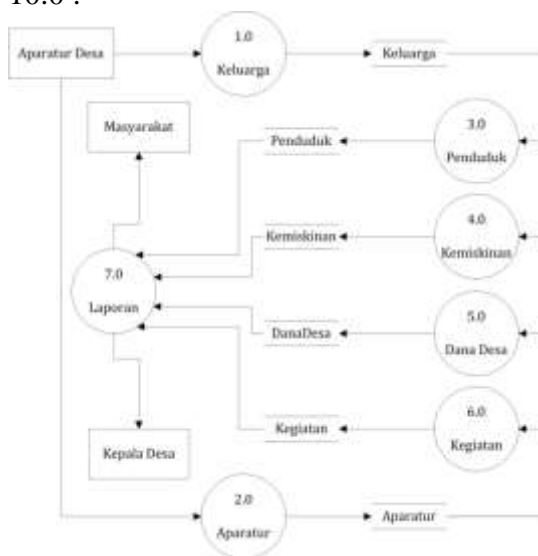 10.0 .
Aparatur Desa
1.0
Keluarga
Keluarga
Masyarakat
Penduduk
3.0
Penduduk
Kemiskinan
4.0
Kemiskinan
7.0
Laporan
DanaDesa
5.0
Dana Desa
Kegiatan
6.0
Kegiatan
Kepala Desa
2.0
Aparatur
Aparatur